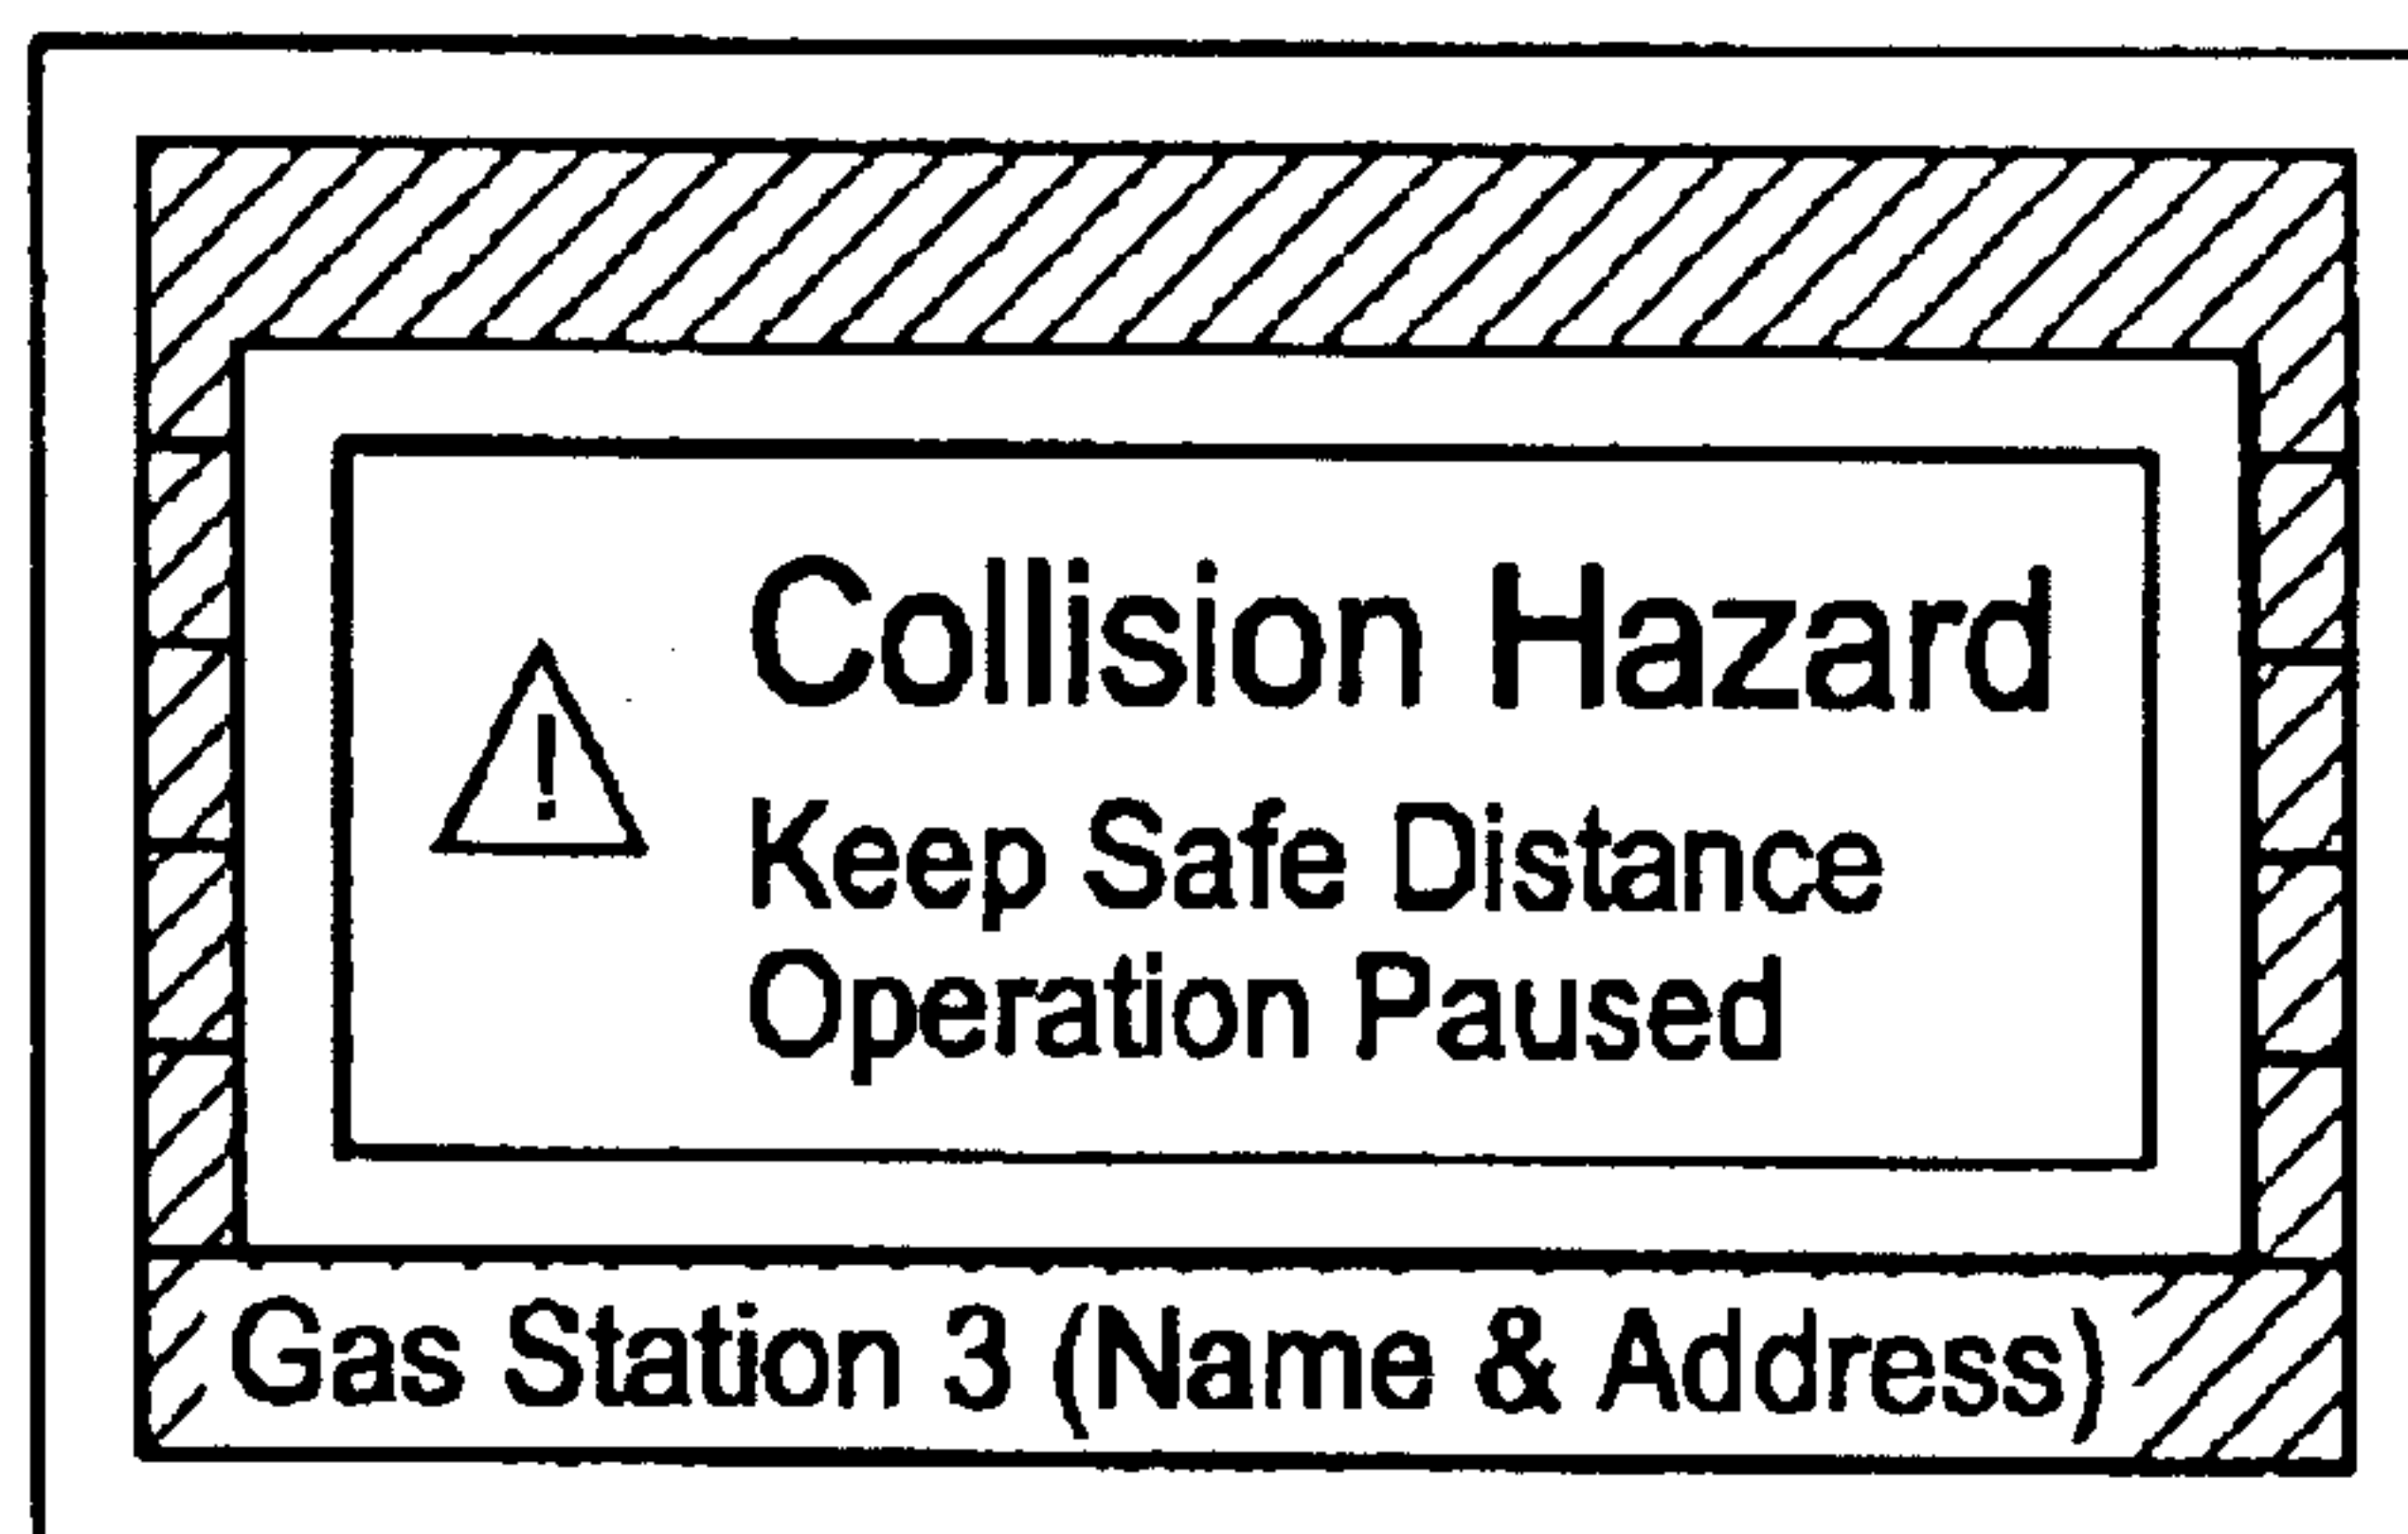 Collision Hazard
!
Keep Safe Distance
Operation Paused
Gas Station 3 (Name & Address)